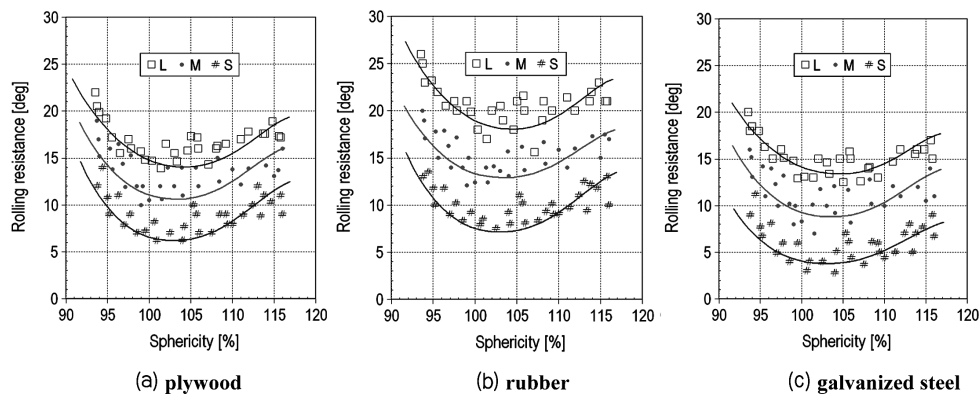 Rolling resistance [deg]
30
25
20
15
10
5
0
L M S
90 95 100 105 110 115 120
Sphericity [%]
(a) plywood
Rolling resistance [deg]
30
25
20
15
10
5
0
L M S
90 95 100 105 110 115 120
Sphericity [%]
(b) rubber
Rolling resistance [deg]
30
25
20
15
10
5
0
L M S
90 95 100 105 110 115 120
Sphericity [%]
(c) galvanized steel